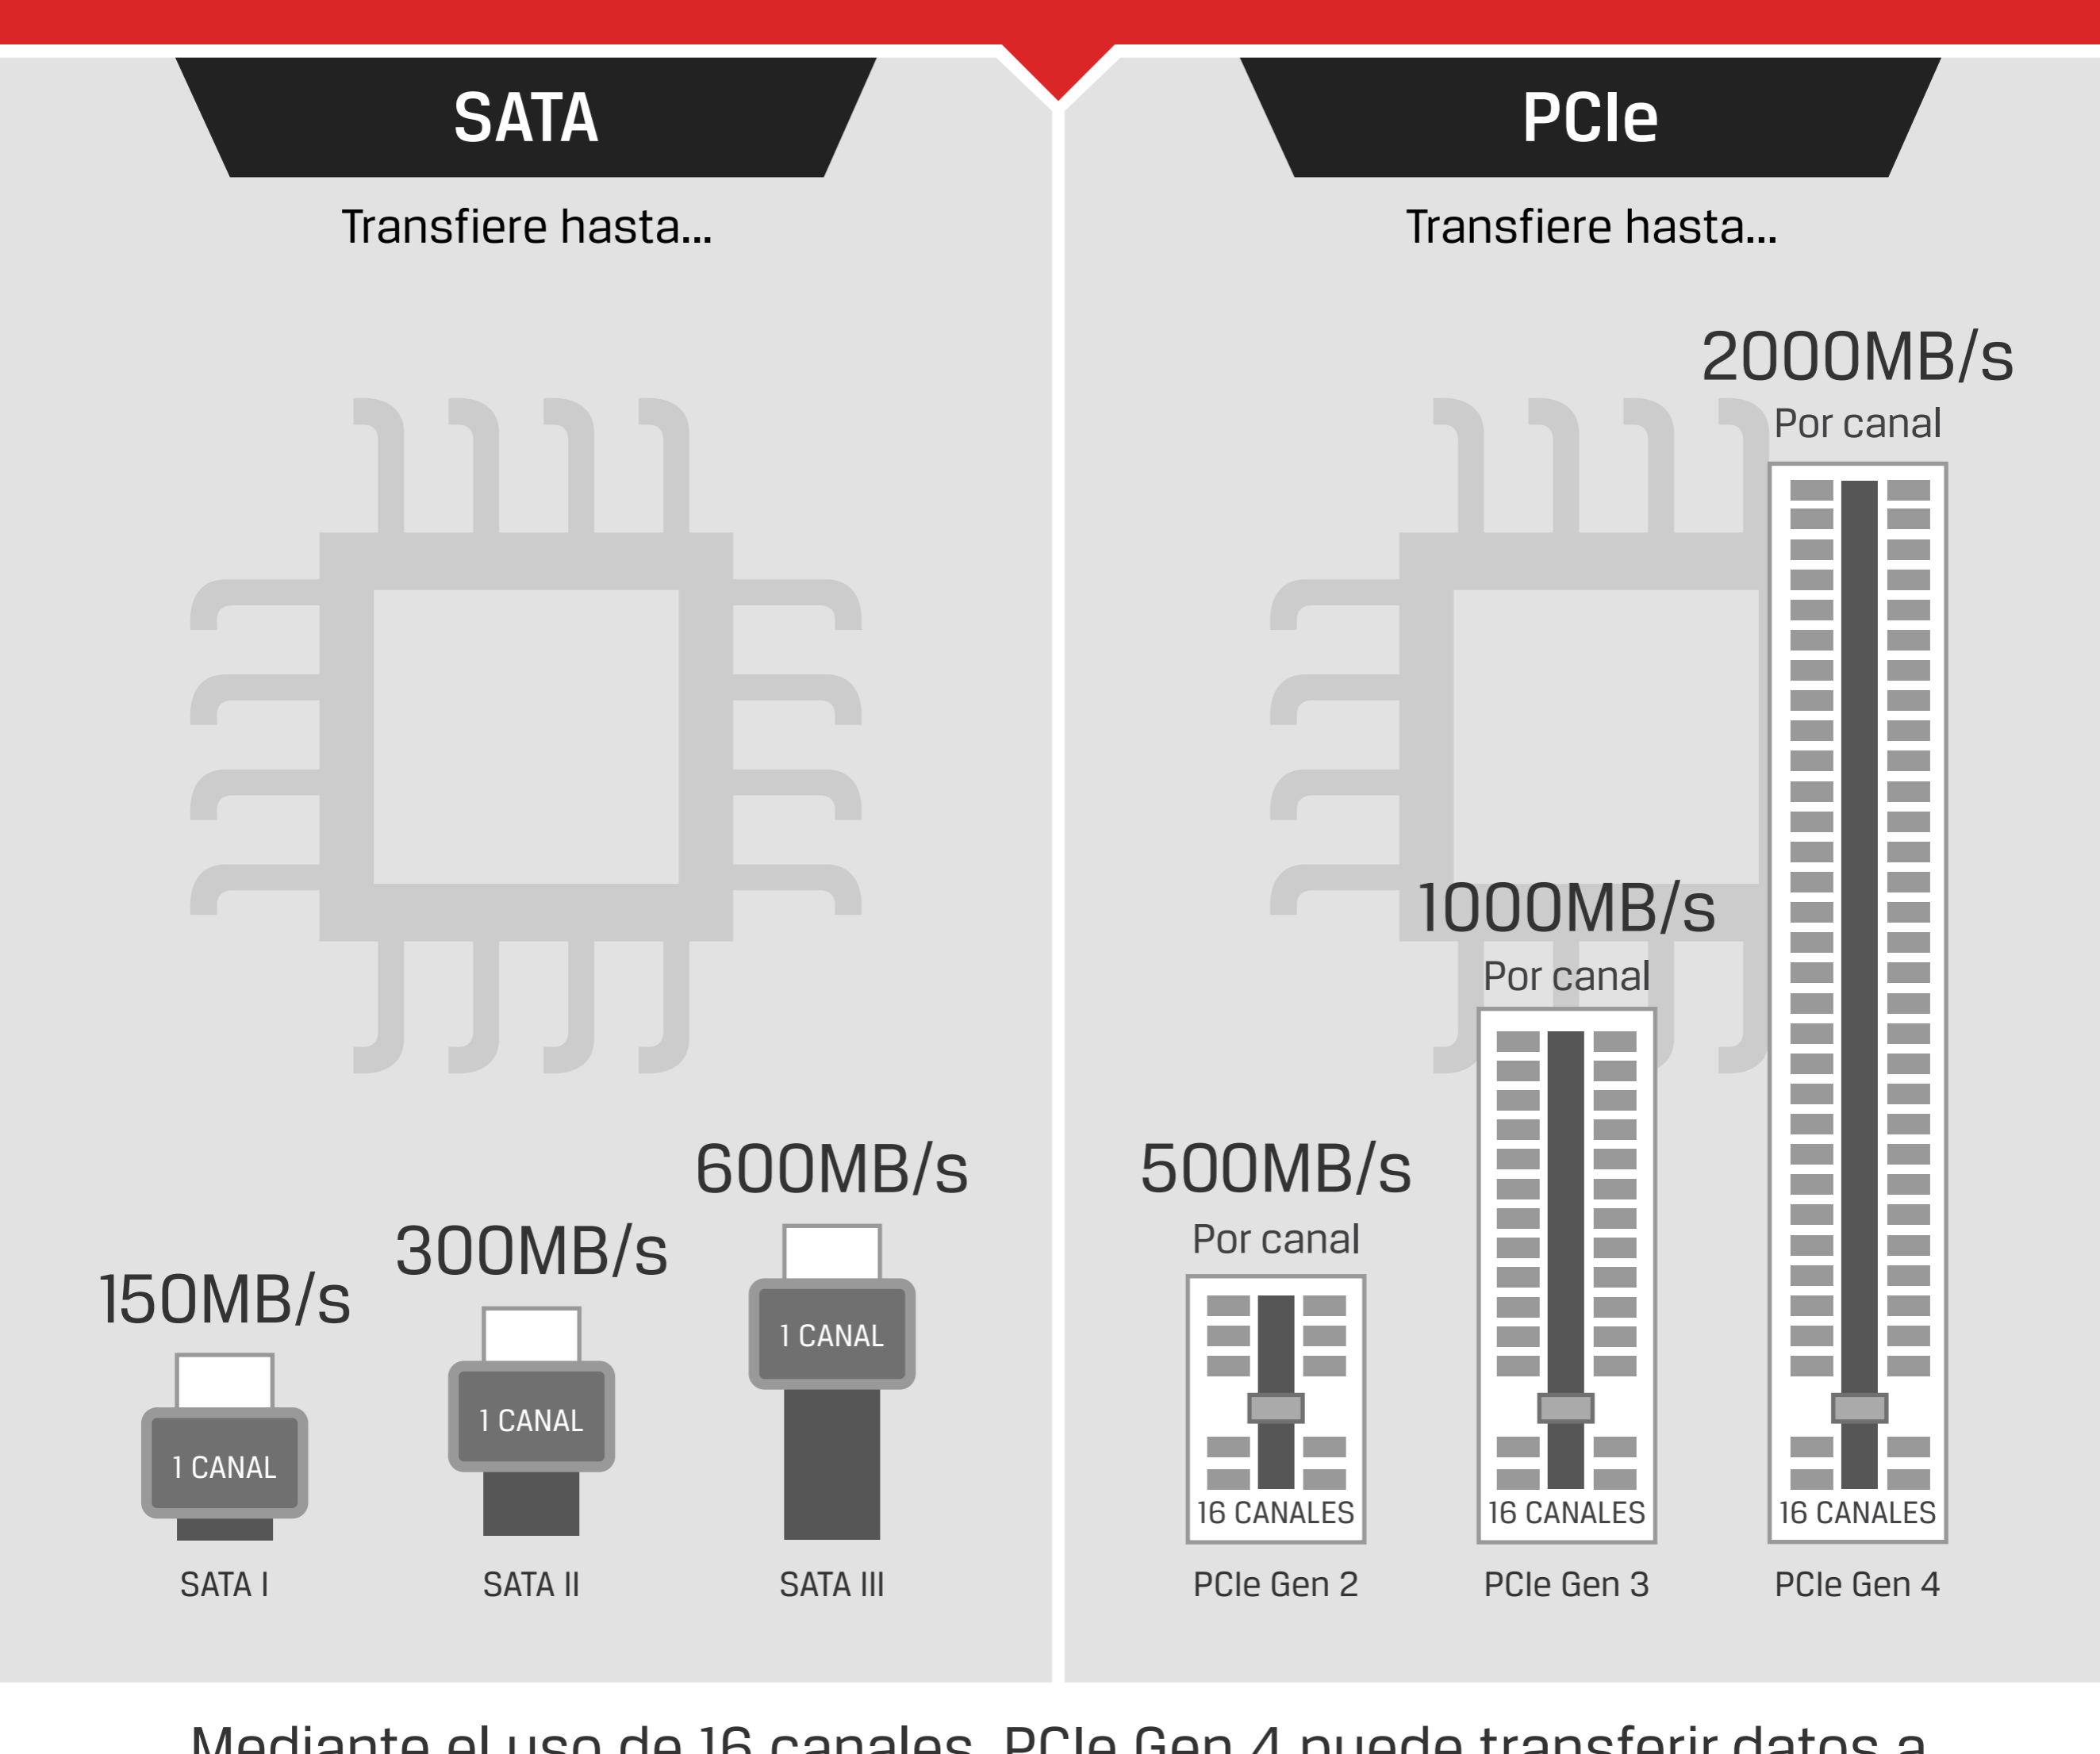 SATA
Transfiere hasta...
150MB/s
1 CANAL
SATA I
300MB/s
1 CANAL
SATA II
600MB/s
1 CANAL
SATA III
PCIe
Transfiere hasta...
500MB/s
Por canal
16 CANALES
PCIe Gen 2
1000MB/s
Por canal
16 CANALES
PCIe Gen 3
2000MB/s
Por canal
16 CANALES
PCIe Gen 4
Mediante el uso de 16 canales, PCIe Gen 4 puede transferir datos a